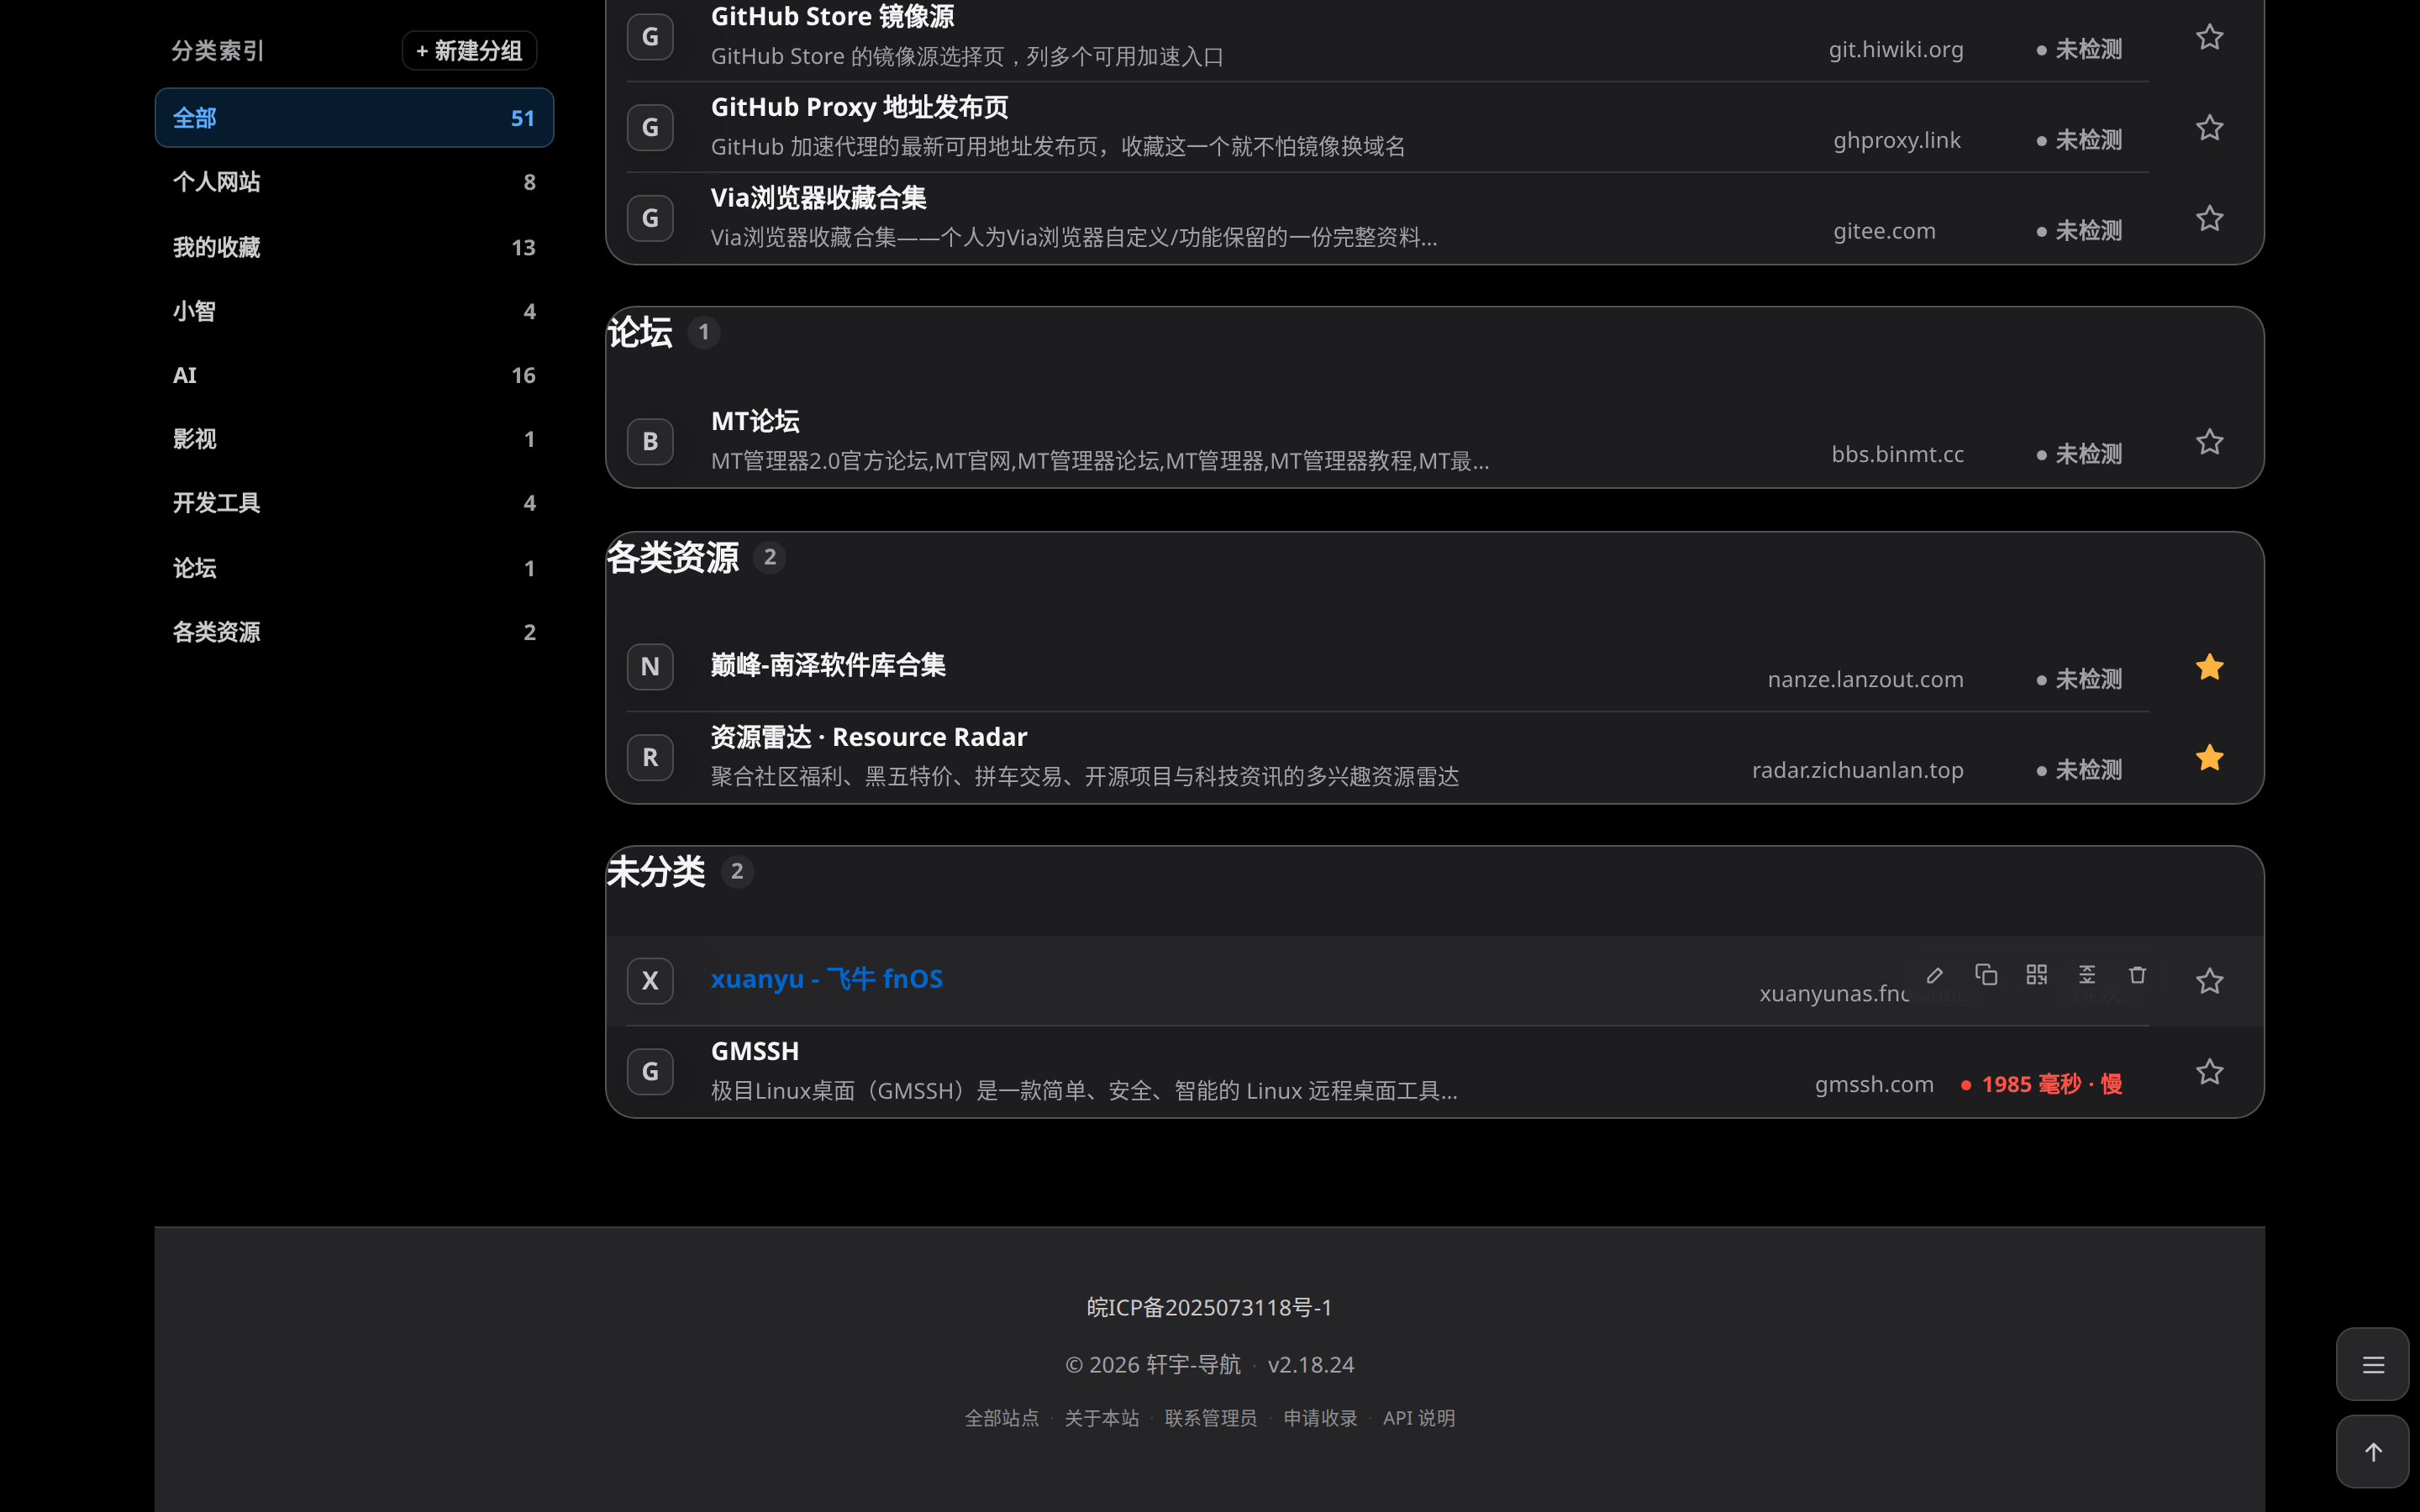 分类索引
+ 新建分组
全部 51
个人网站 8
我的收藏 13
小智 4
AI 16
影视 1
开发工具 4
论坛 1
各类资源 2
G
GitHub Store 镜像源
GitHub Store 的镜像源选择页，列多个可用加速入口
git.hiwiki.org
未检测
G
GitHub Proxy 地址发布页
GitHub 加速代理的最新可用地址发布页，收藏这一个就不怕镜像换域名
ghproxy.link
未检测
G
Via浏览器收藏合集
Via浏览器收藏合集——个人为Via浏览器自定义/功能保留的一份完整资料...
gitee.com
未检测
论坛 1
B
MT论坛
MT管理器2.0官方论坛,MT官网,MT管理器论坛,MT管理器,MT管理器教程,MT最...
bbs.binmt.cc
未检测
各类资源 2
N
巅峰-南泽软件库合集
nanze.lanzout.com
未检测
R
资源雷达 · Resource Radar
聚合社区福利、黑五特价、拼车交易、开源项目与科技资讯的多兴趣资源雷达
radar.zichuanlan.top
未检测
未分类 2
X
xuanyu - 飞牛 fnOS
G
GMSSH
极目Linux桌面（GMSSH）是一款简单、安全、智能的 Linux 远程桌面工具...
gmssh.com
1985 毫秒 · 慢
皖ICP备2025073118号-1
© 2026 轩宇-导航 · v2.18.24
全部站点 · 关于本站 · 联系管理员 · 申请收录 · API 说明